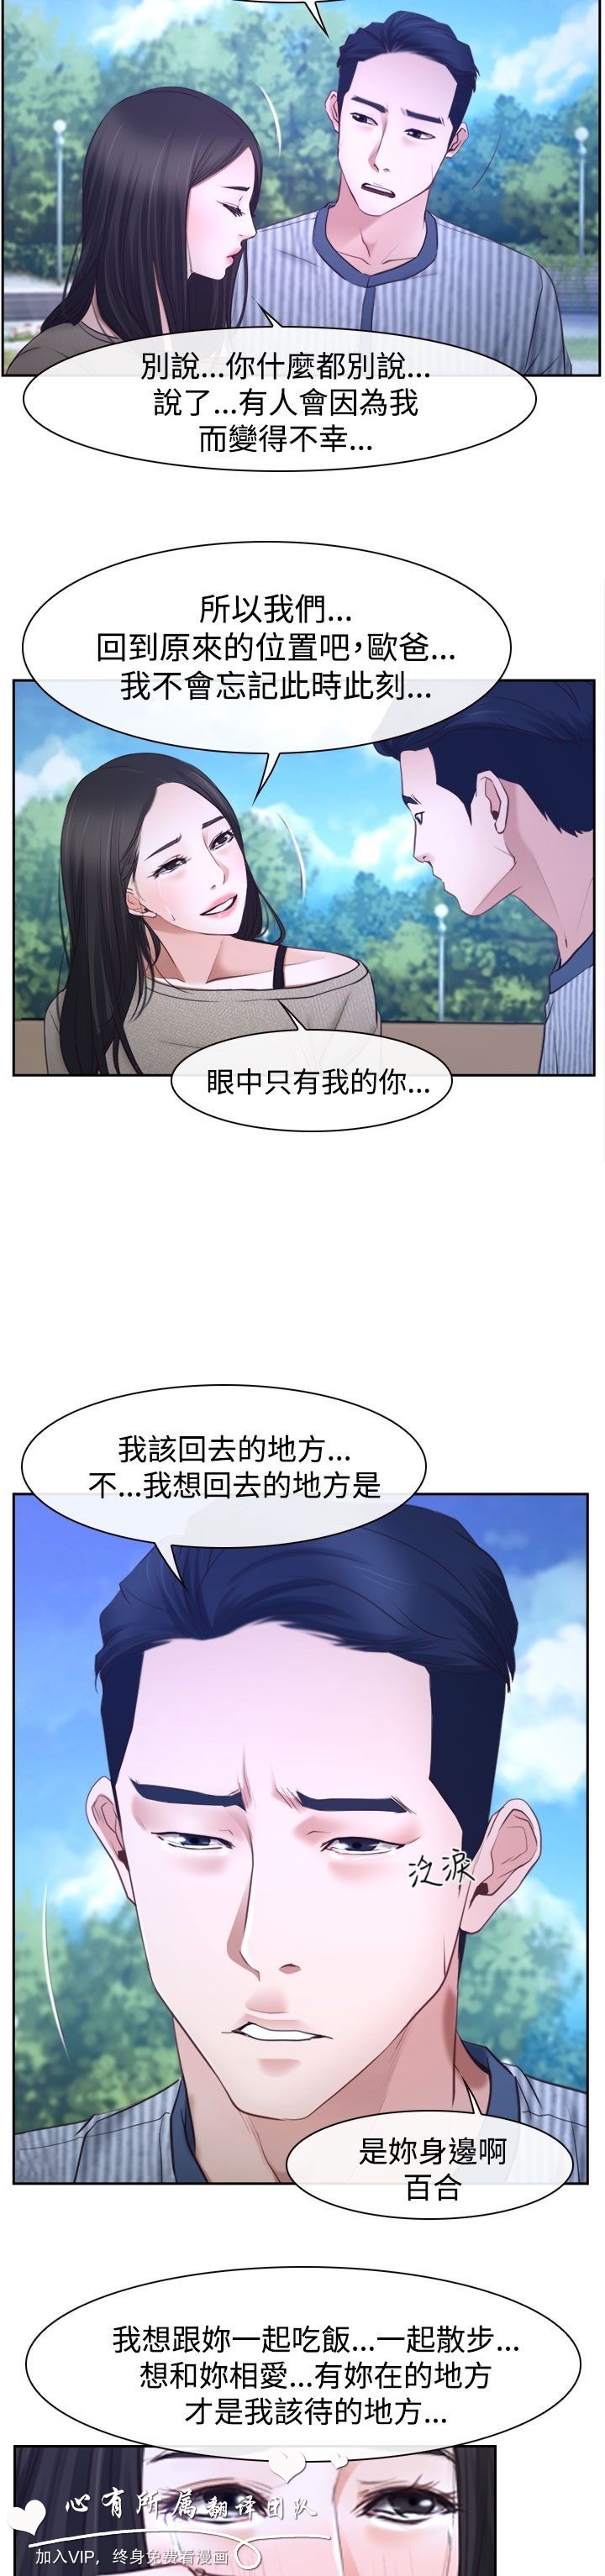 別說...你什麼都別說...
說了...有人會因為我
而變得不幸...
所以我們...
回到原來的位置吧,歐爸...
我不會忘記此時此刻...
眼中只有我的你...
我該回去的地方...
不...我想回去的地方是
泛淚
是妳身邊啊
百合
我想跟妳一起吃飯...一起散步...
想和妳相愛...有妳在的地方
才是我該待的地方...
心有所属翻译团队
加入VIP，终身免费看漫画